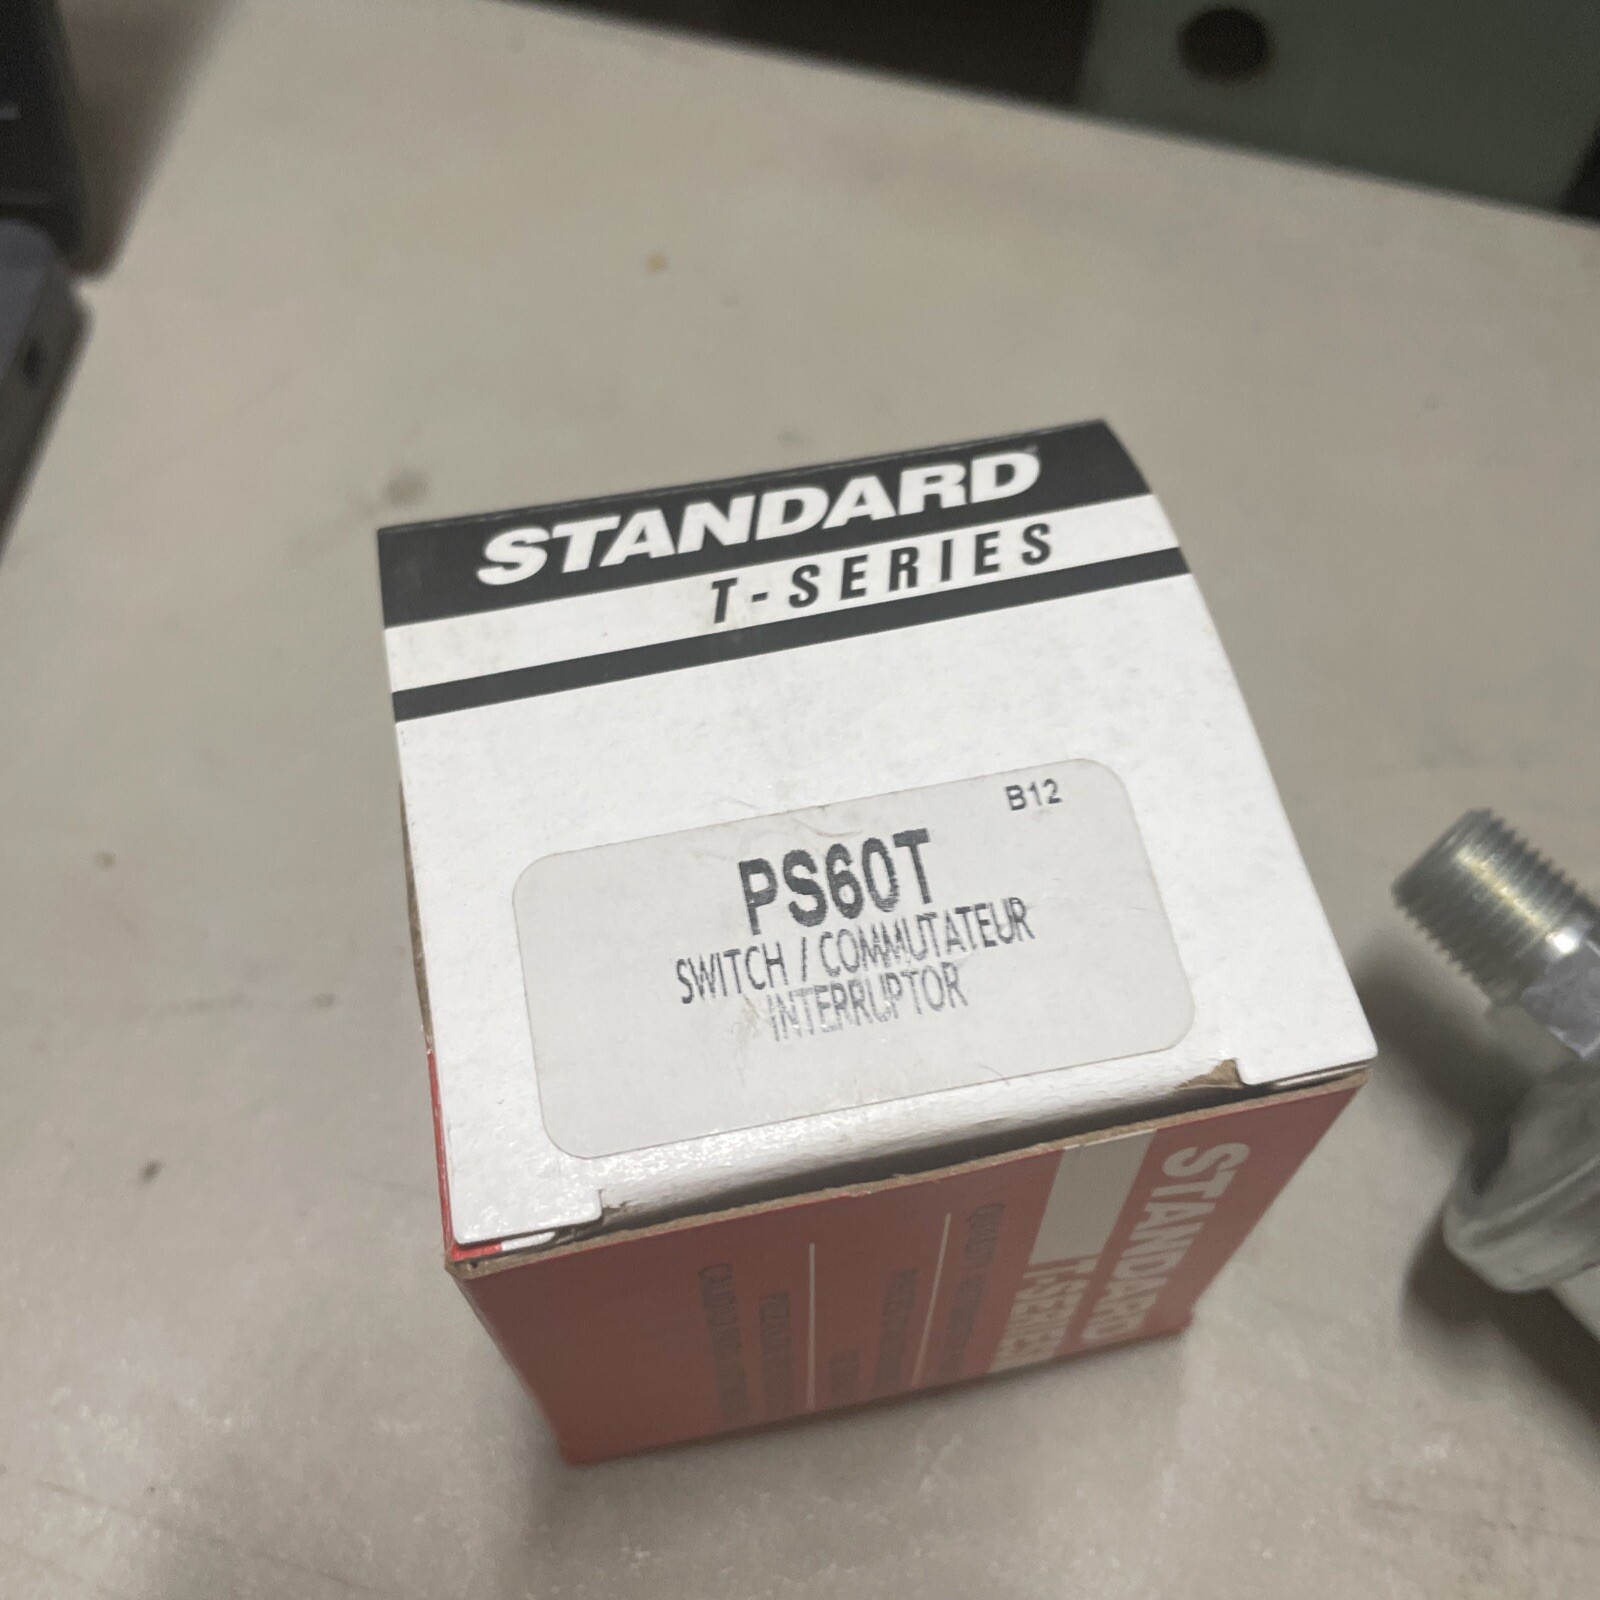 STANDARD
T-SERIES
B12
PS60T
SWITCH / COMMUTATEUR
INTERRUPTOR
STANDARD
T-SERIES